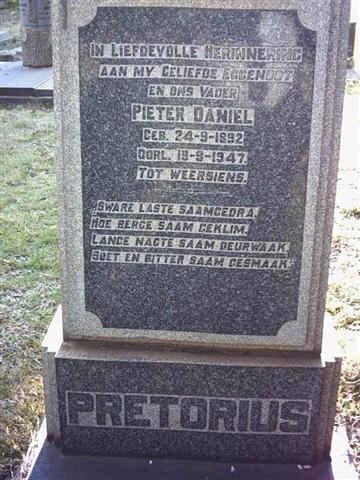 IN LIEFDEVOLLE HERINNERING
AAN MY GELIEFDE EGGENOOT
EN ONS VADER
PIETER DANIEL
GEB. 24-9-1892
OORL. 19-9-1947.
TOT WEERSIENS.
SWARE LASTE SAAMGEDRA,
HOE BERGE SAAM GEKLIM,
LANGE NAGTE SAAM DEURWAAK,
SOET EN BITTER SAAM GESMAAK.
PRETORIUS